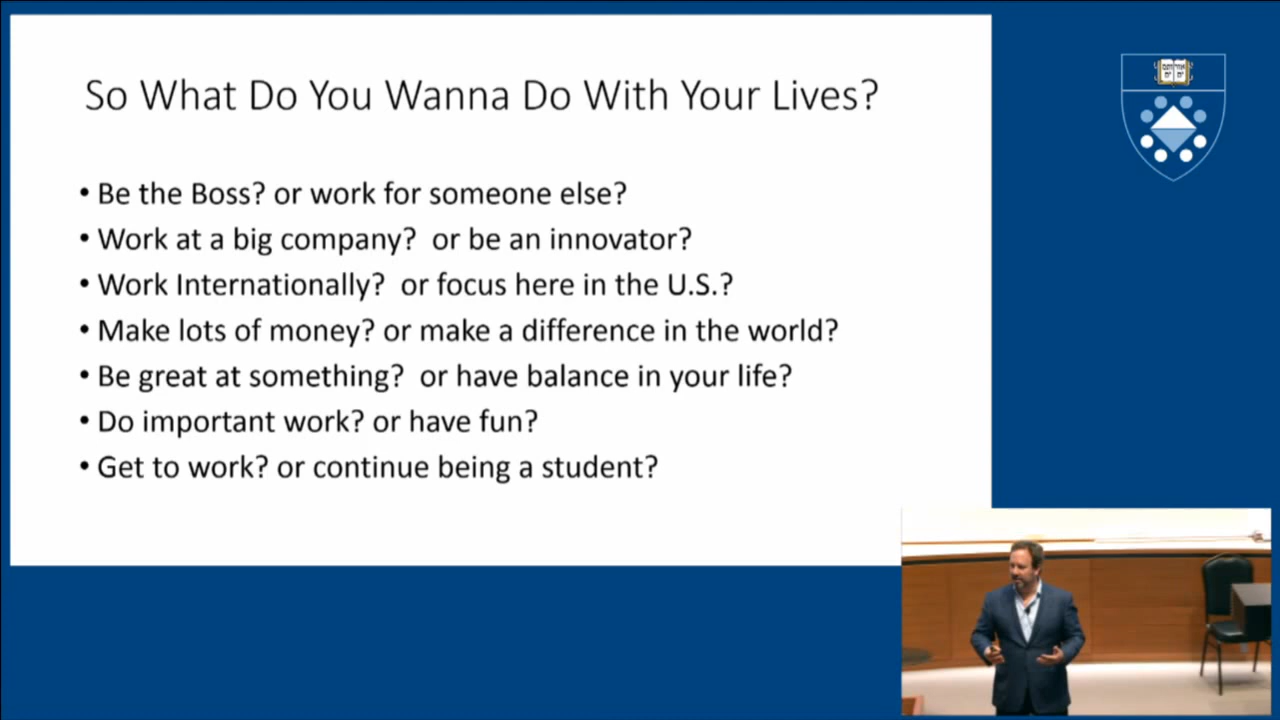 So What Do You Wanna Do With Your Lives?
• Be the Boss? or work for someone else?
• Work at a big company?  or be an innovator?
• Work Internationally?  or focus here in the U.S.?
• Make lots of money? or make a difference in the world?
• Be great at something?  or have balance in your life?
• Do important work? or have fun?
• Get to work? or continue being a student?